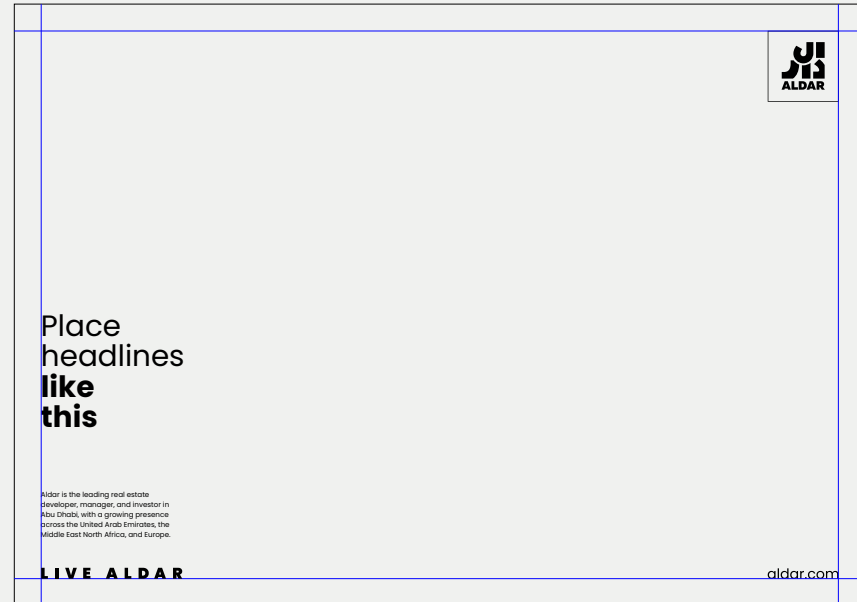 الدار
ALDAR
Place
headlines
like
this
Aldar is the leading real estate
developer, manager, and investor in
Abu Dhabi, with a growing presence
across the United Arab Emirates, the
Middle East North Africa, and Europe.
LIVE ALDAR
aldar.com